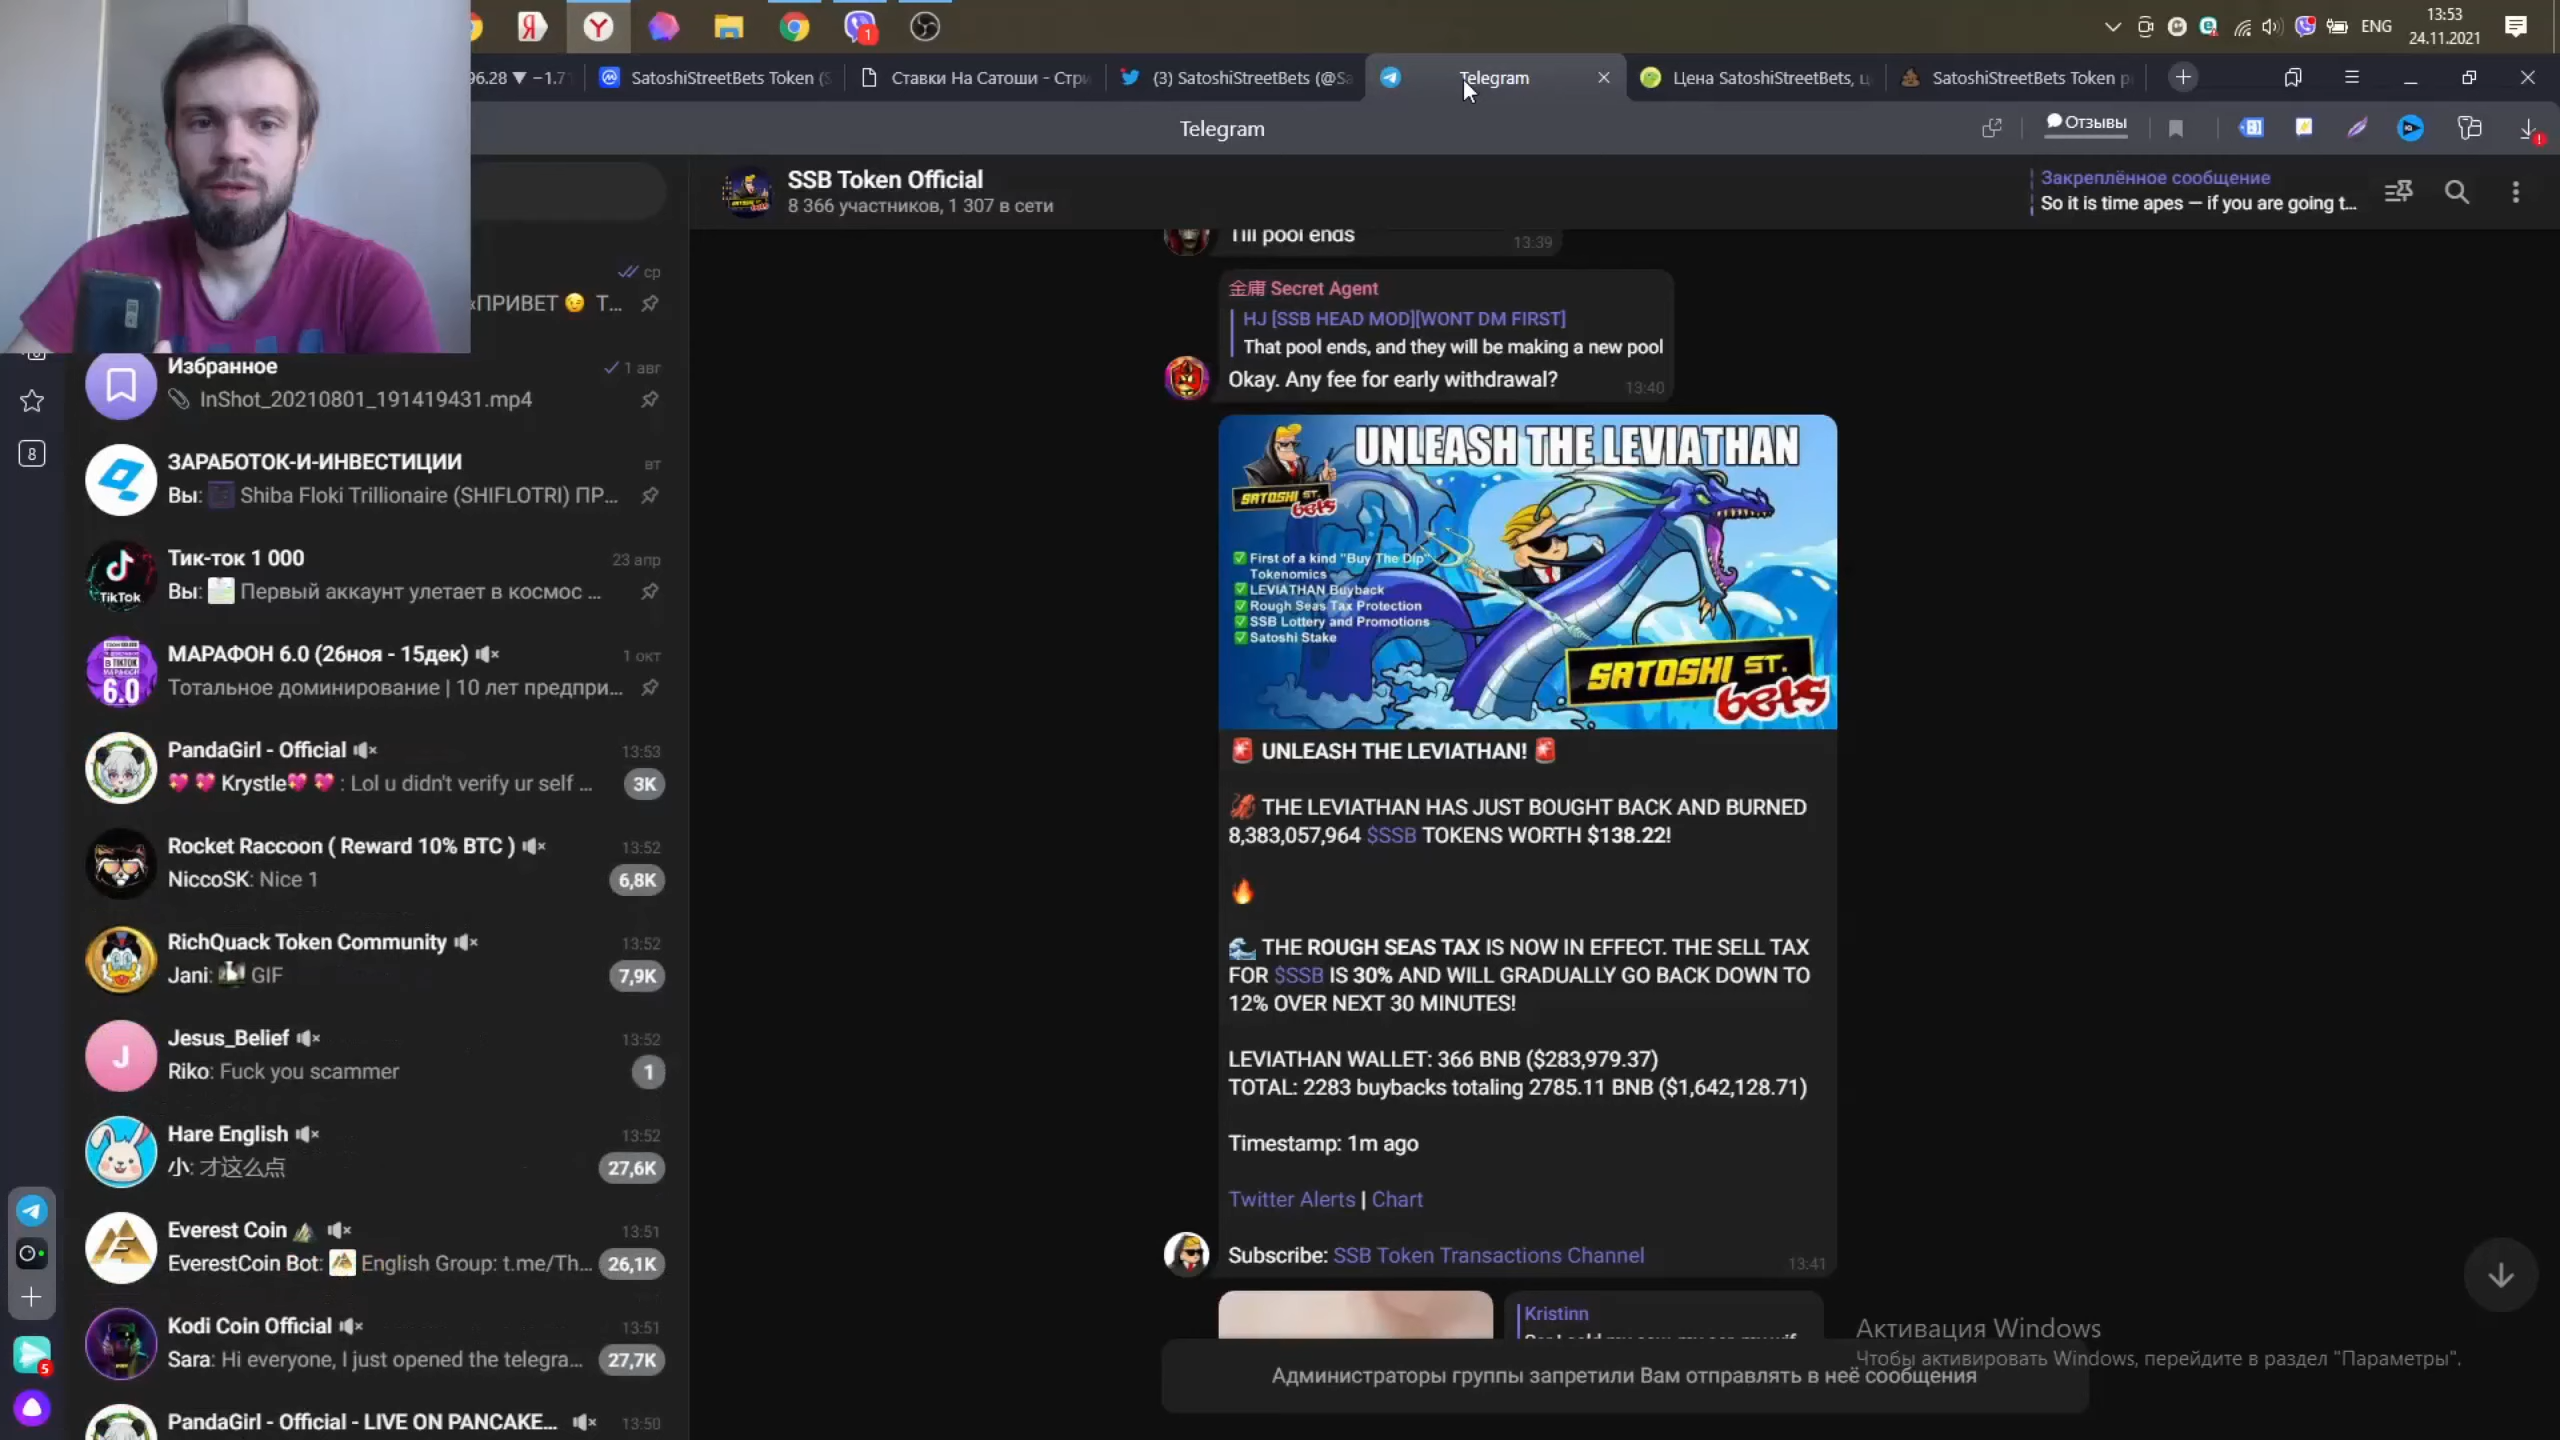 ENG
13:53
24.11.2021
96.28 ▼ −1.7
SatoshiStreetBets Token (S
Ставки На Сатоши - Стри
(3) SatoshiStreetBets (@Sa
Telegram
Цена SatoshiStreetBets, ц
SatoshiStreetBets Token p
Telegram
Отзывы
SSB Token Official
8 366 участников, 1 307 в сети
Закреплённое сообщение
So it is time apes — if you are going t...
ср
«ПРИВЕТ 😉 Т...
Избранное
1 авг
InShot_20210801_191419431.mp4
8
ЗАРАБОТОК-И-ИНВЕСТИЦИИ
вт
Вы: Shiba Floki Trillionaire (SHIFLOTRI) ПР...
Тик-ток 1 000
23 апр
Вы: Первый аккаунт улетает в космос ...
TikTok
МАРАФОН 6.0 (26ноя - 15дек)
1 окт
Тотальное доминирование | 10 лет предпри...
В TIKTOK
МАРАФОН
6.0
PandaGirl - Official
13:53
💖 💖 Krystle💖 💖 : Lol u didn't verify ur self ...
3K
Rocket Raccoon ( Reward 10% BTC )
13:52
NiccoSK: Nice 1
6,8K
RichQuack Token Community
13:52
Jani: GIF
7,9K
J
Jesus_Belief
13:52
Riko: Fuck you scammer
1
Hare English
13:52
小: 才这么点
27,6K
Everest Coin
13:51
EverestCoin Bot: English Group: t.me/Th...
26,1K
Kodi Coin Official
13:51
Sara: Hi everyone, I just opened the telegra...
27,7K
5
PandaGirl - Official - LIVE ON PANCAKE...
13:50
Till pool ends
13:39
金庸 Secret Agent
HJ [SSB HEAD MOD][WONT DM FIRST]
That pool ends, and they will be making a new pool
Okay. Any fee for early withdrawal?
13:40
UNLEASH THE LEVIATHAN
SATOSHI ST.
bets
✅ First of a kind "Buy The Dip"
Tokenomics
✅ LEVIATHAN Buyback
✅ Rough Seas Tax Protection
✅ SSB Lottery and Promotions
✅ Satoshi Stake
SATOSHI ST.
bets
🚨 UNLEASH THE LEVIATHAN! 🚨
🦑 THE LEVIATHAN HAS JUST BOUGHT BACK AND BURNED
8,383,057,964 $SSB TOKENS WORTH $138.22!
🔥
🌊 THE ROUGH SEAS TAX IS NOW IN EFFECT. THE SELL TAX
FOR $SSB IS 30% AND WILL GRADUALLY GO BACK DOWN TO
12% OVER NEXT 30 MINUTES!
LEVIATHAN WALLET: 366 BNB ($283,979.37)
TOTAL: 2283 buybacks totaling 2785.11 BNB ($1,642,128.71)
Timestamp: 1m ago
Twitter Alerts | Chart
Subscribe: SSB Token Transactions Channel
13:41
Kristinn
Администраторы группы запретили Вам отправлять в неё сообщения
Активация Windows
Чтобы активировать Windows, перейдите в раздел "Параметры".